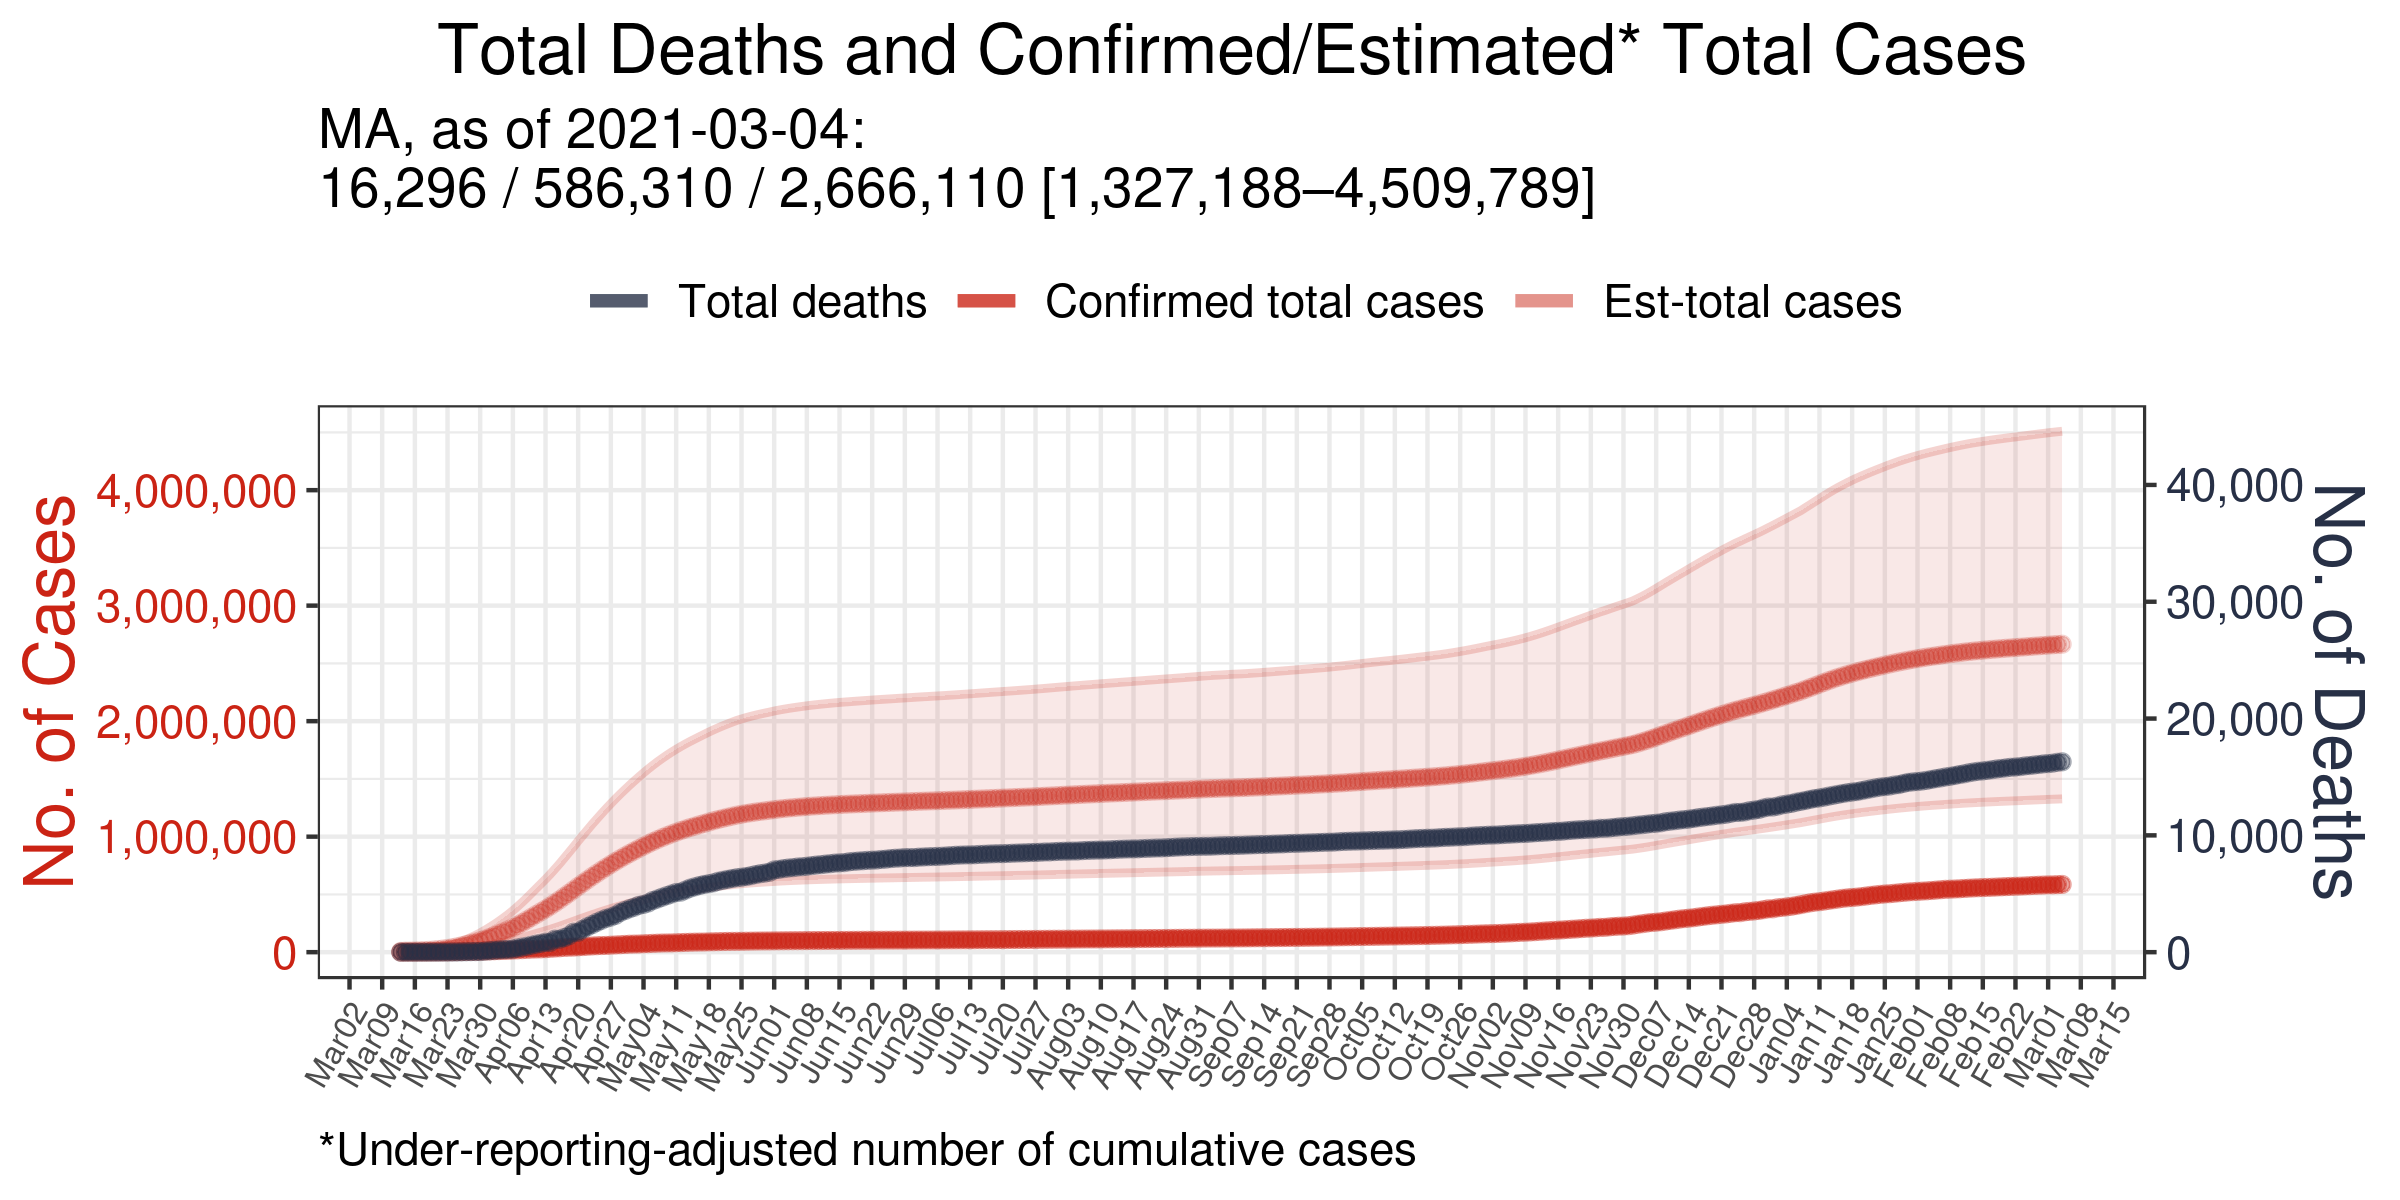 Total Deaths and Confirmed/Estimated* Total Cases
MA, as of 2021-03-04:
16,296 / 586,310 / 2,666,110 [1,327,188–4,509,789]
Total deaths
Confirmed total cases
Est-total cases
No. of Cases
4,000,000
3,000,000
2,000,000
1,000,000
0
40,000
30,000
20,000
10,000
0
No. of Deaths
Mar02
Mar09
Mar16
Mar23
Mar30
Apr06
Apr13
Apr20
Apr27
May04
May11
May18
May25
Jun01
Jun08
Jun15
Jun22
Jun29
Jul06
Jul13
Jul20
Jul27
Aug03
Aug10
Aug17
Aug24
Aug31
Sep07
Sep14
Sep21
Sep28
Oct05
Oct12
Oct19
Oct26
Nov02
Nov09
Nov16
Nov23
Nov30
Dec07
Dec14
Dec21
Dec28
Jan04
Jan11
Jan18
Jan25
Feb01
Feb08
Feb15
Feb22
Mar01
Mar08
Mar15
*Under-reporting-adjusted number of cumulative cases